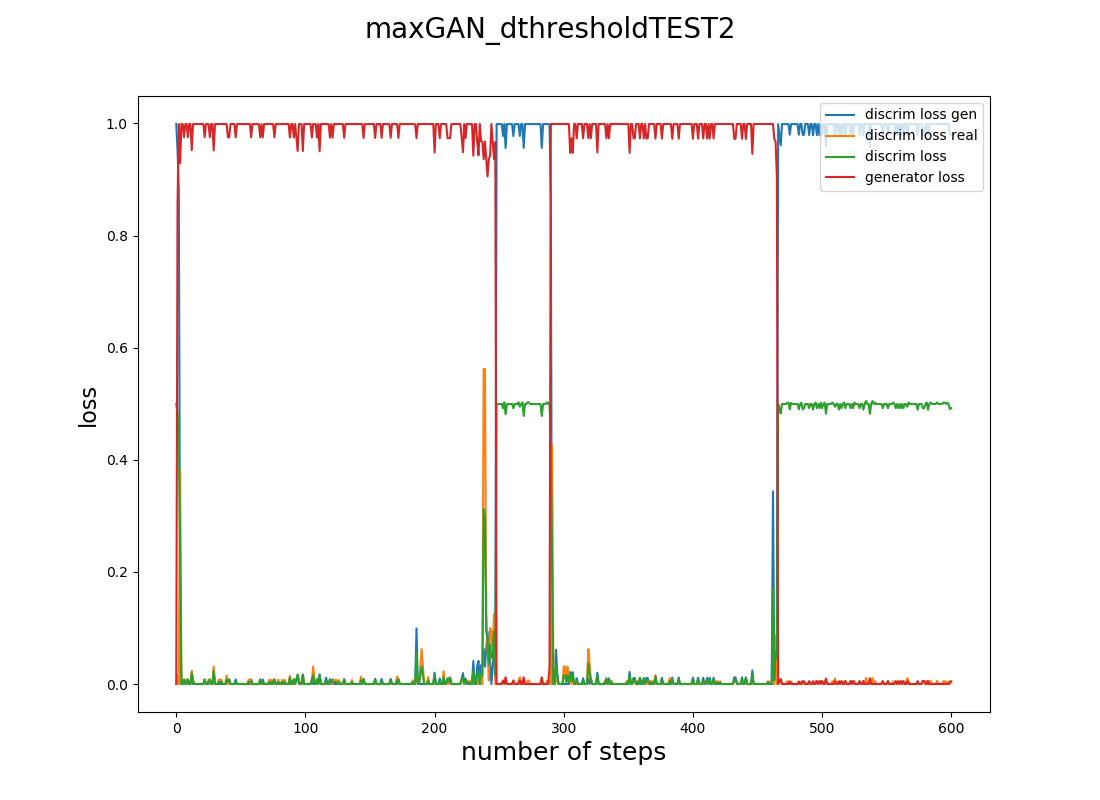 maxGAN_dthresholdTEST2
discrim loss gen
discrim loss real
discrim loss
generator loss
1.0
0.8
0.6
0.4
0.2
0.0
loss
0 100 200 300 400 500 600
number of steps